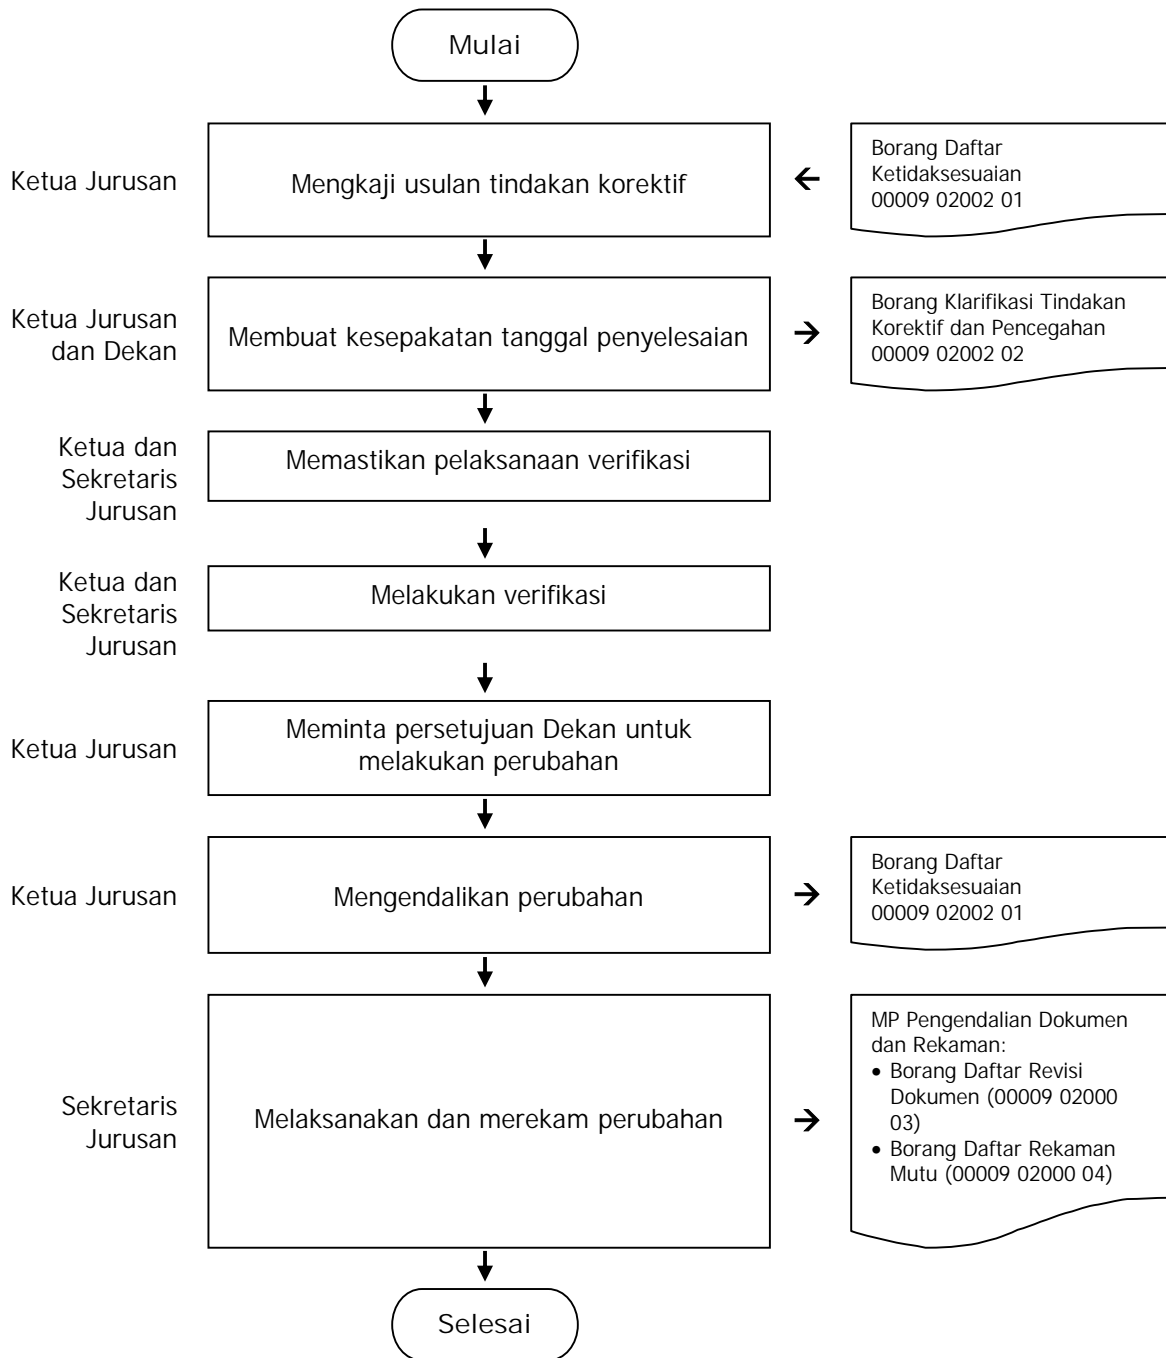 Mulai
Ketua Jurusan
Mengkaji usulan tindakan korektif
←
Borang Daftar
Ketidaksesuaian
00009 02002 01
Ketua Jurusan
dan Dekan
Membuat kesepakatan tanggal penyelesaian
→
Borang Klarifikasi Tindakan
Korektif dan Pencegahan
00009 02002 02
Ketua dan
Sekretaris
Jurusan
Memastikan pelaksanaan verifikasi
Ketua dan
Sekretaris
Jurusan
Melakukan verifikasi
Ketua Jurusan
Meminta persetujuan Dekan untuk
melakukan perubahan
Ketua Jurusan
Mengendalikan perubahan
→
Borang Daftar
Ketidaksesuaian
00009 02002 01
Sekretaris
Jurusan
Melaksanakan dan merekam perubahan
→
MP Pengendalian Dokumen
dan Rekaman:
• Borang Daftar Revisi
Dokumen (00009 02000
03)
• Borang Daftar Rekaman
Mutu (00009 02000 04)
Selesai